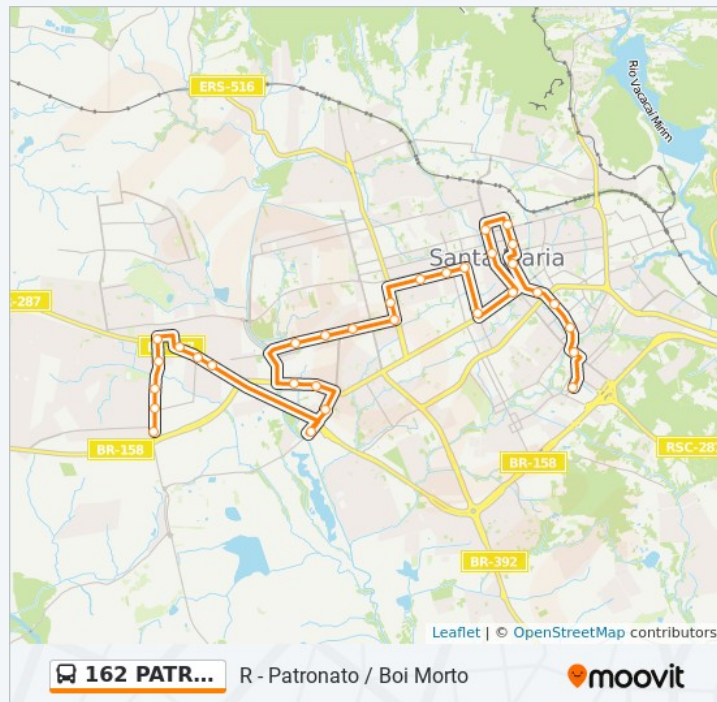 ERS-516
Rio Vacacaí Mirim
Santa Maria
-287
BR-158
RSC-287
BR-158
BR-392
Leaflet | © OpenStreetMap contributors
162 PATR... R - Patronato / Boi Morto moovit